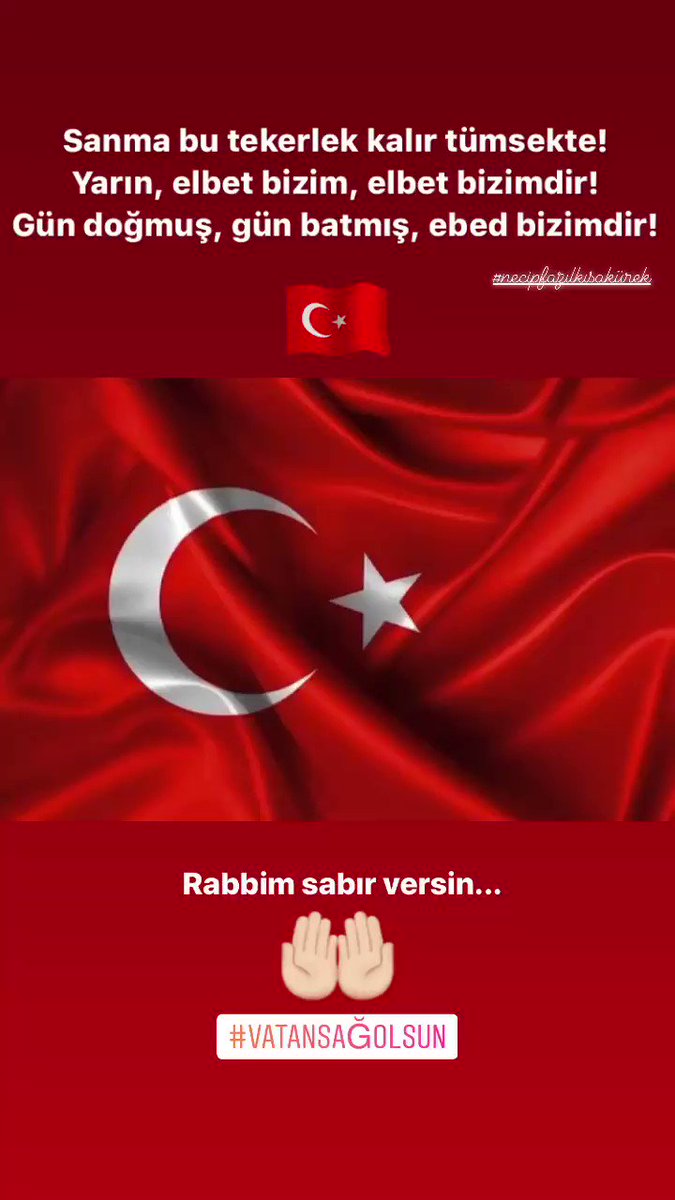 Sanma bu tekerlek kalır tümsekte!
Yarın, elbet bizim, elbet bizimdir!
Gün doğmuş, gün batmış, ebed bizimdir!
#necipfazılkısakürek
Rabbim sabır versin...
#VATANSAĞOLSUN